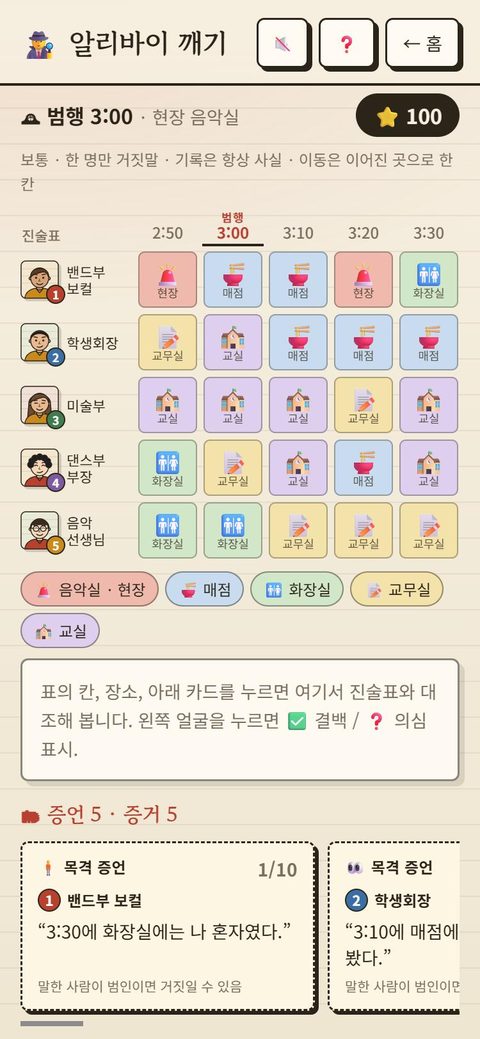 알리바이 깨기
← 홈
범행 3:00 · 현장 음악실
100
보통 · 한 명만 거짓말 · 기록은 항상 사실 · 이동은 이어진 곳으로 한
칸
범행
진술표 2:50 3:00 3:10 3:20 3:30
1 밴드부
보컬
현장 매점 매점 현장 화장실
2 학생회장
교무실 교실 매점 매점 매점
3 미술부
교실 교실 교실 교무실 교실
4 댄스부
부장
화장실 교무실 교실 매점 교실
5 음악
선생님
화장실 화장실 교무실 교무실 교무실
음악실 · 현장 매점 화장실 교무실
교실
표의 칸, 장소, 아래 카드를 누르면 여기서 진술표와 대
조해 봅니다. 왼쪽 얼굴을 누르면 ✅ 결백 / ❓ 의심
표시.
증언 5 · 증거 5
목격 증언 1/10
1 밴드부 보컬
“3:30에 화장실에는 나 혼자였다.”
말한 사람이 범인이면 거짓일 수 있음
목격 증언
2 학생회장
“3:10에 매점에
봤다.”
말한 사람이 범인이면